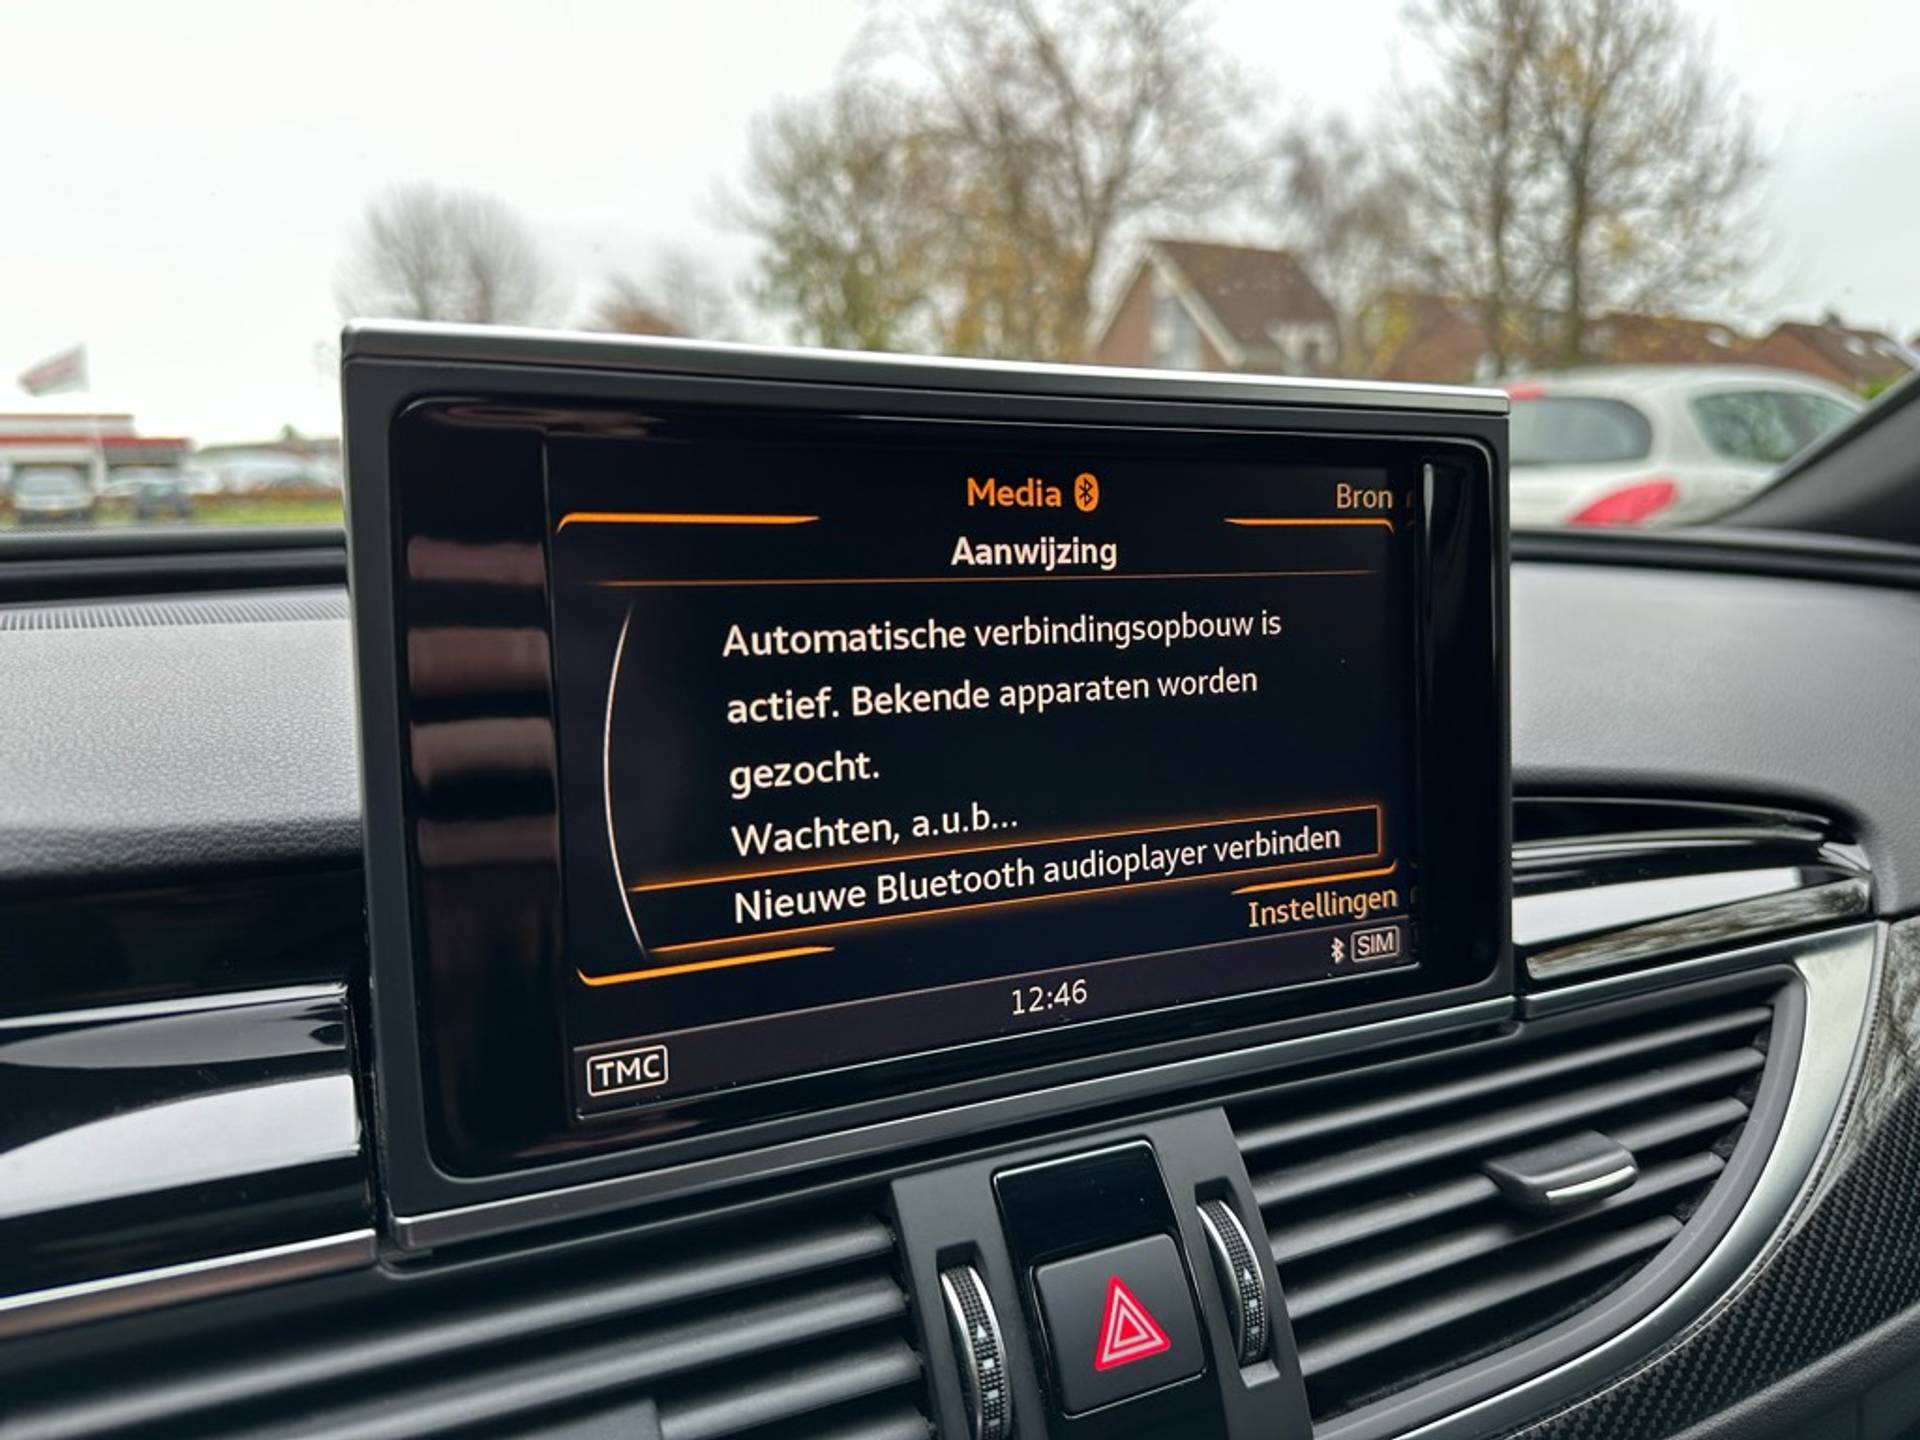 Media
Bron
Aanwijzing
Automatische verbindingsopbouw is
actief. Bekende apparaten worden
gezocht.
Wachten, a.u.b...
Nieuwe Bluetooth audioplayer verbinden
Instellingen
SIM
12:46
TMC